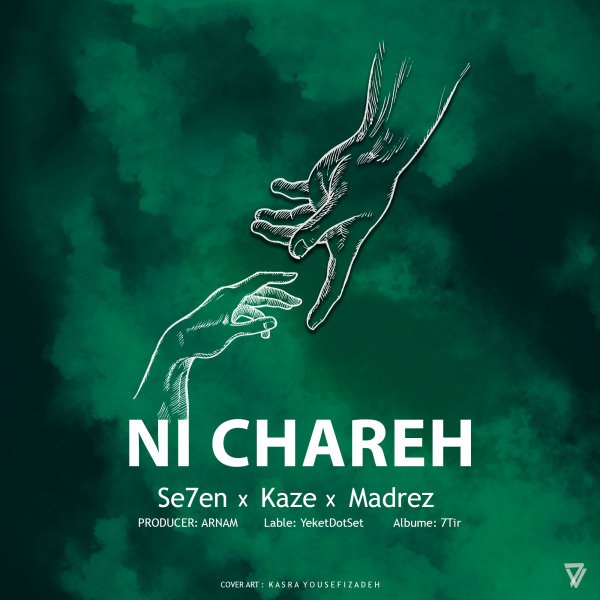 NI CHAREH
Se7en x Kaze x Madrez
PRODUCER: ARNAM Lable: YeketDotSet Albume: 7Tir
COVER ART : KASRA YOUSEFIZADEH